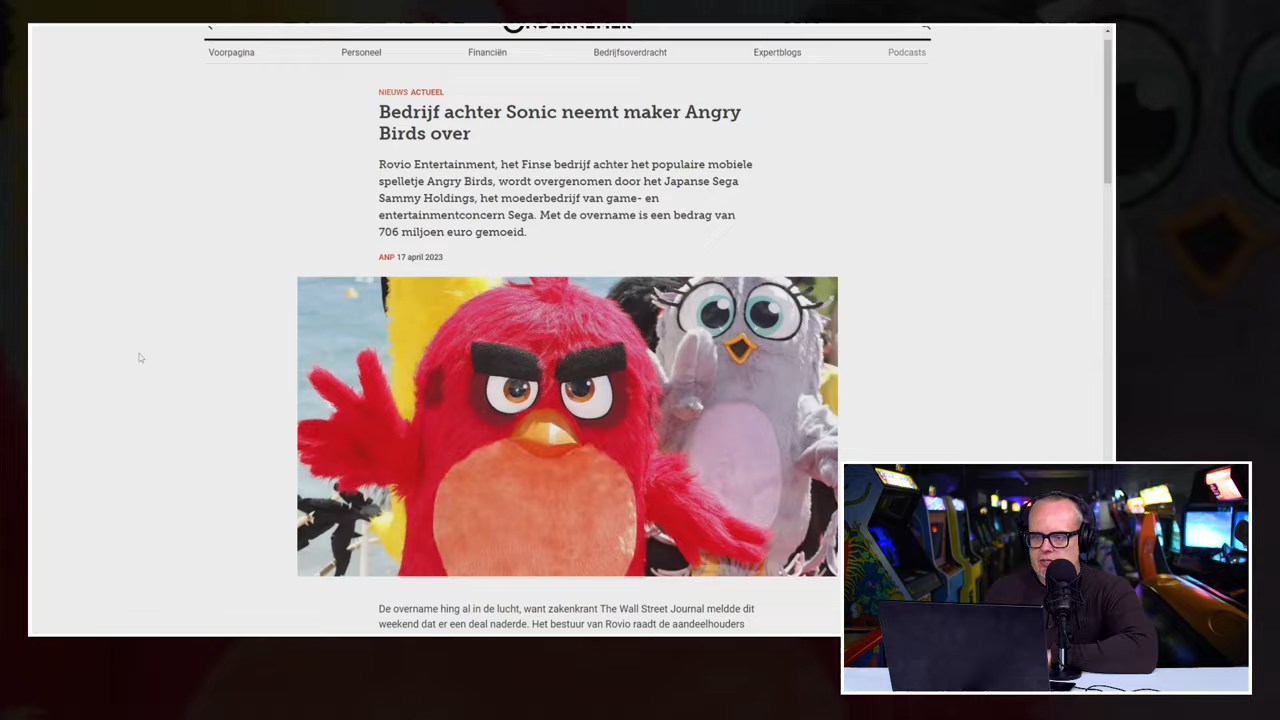 Voorpagina
Personeel
Financiën
Bedrijfsoverdracht
Expertblogs
Podcasts
NIEUWS ACTUEEL
Bedrijf achter Sonic neemt maker Angry
Birds over
Rovio Entertainment, het Finse bedrijf achter het populaire mobiele
spelletje Angry Birds, wordt overgenomen door het Japanse Sega
Sammy Holdings, het moederbedrijf van game- en
entertainmentconcern Sega. Met de overname is een bedrag van
706 miljoen euro gemoeid.
ANP 17 april 2023
De overname hing al in de lucht, want zakenkrant The Wall Street Journal meldde dit
weekend dat er een deal naderde. Het bestuur van Rovio raadt de aandeelhouders